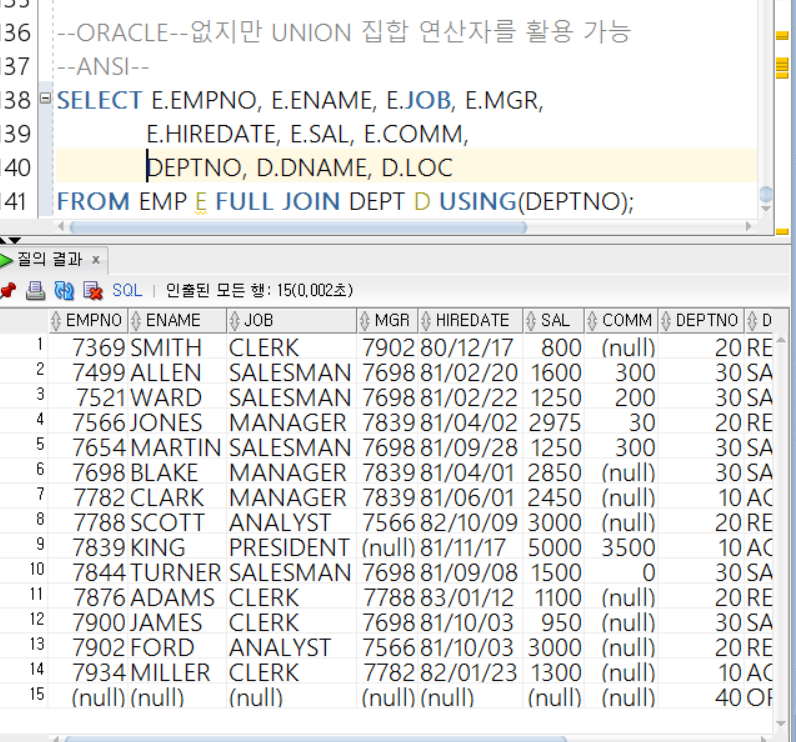 136 --ORACLE--없지만 UNION 집합 연산자를 활용 가능
137 --ANSI--
138 SELECT E.EMPNO, E.ENAME, E.JOB, E.MGR,
139 E.HIREDATE, E.SAL, E.COMM,
140 DEPTNO, D.DNAME, D.LOC
141 FROM EMP E FULL JOIN DEPT D USING(DEPTNO);
질의 결과 x
SQL | 인출된 모든 행: 15(0,002초)
EMPNO ENAME JOB MGR HIREDATE SAL COMM DEPTNO D
1 7369 SMITH CLERK 7902 80/12/17 800 (null) 20 RE
2 7499 ALLEN SALESMAN 7698 81/02/20 1600 300 30 SA
3 7521 WARD SALESMAN 7698 81/02/22 1250 200 30 SA
4 7566 JONES MANAGER 7839 81/04/02 2975 30 20 RE
5 7654 MARTIN SALESMAN 7698 81/09/28 1250 300 30 SA
6 7698 BLAKE MANAGER 7839 81/04/01 2850 (null) 30 SA
7 7782 CLARK MANAGER 7839 81/06/01 2450 (null) 10 AC
8 7788 SCOTT ANALYST 7566 82/10/09 3000 (null) 20 RE
9 7839 KING PRESIDENT (null) 81/11/17 5000 3500 10 AC
10 7844 TURNER SALESMAN 7698 81/09/08 1500 0 30 SA
11 7876 ADAMS CLERK 7788 83/01/12 1100 (null) 20 RE
12 7900 JAMES CLERK 7698 81/10/03 950 (null) 30 SA
13 7902 FORD ANALYST 7566 81/10/03 3000 (null) 20 RE
14 7934 MILLER CLERK 7782 82/01/23 1300 (null) 10 AC
15 (null) (null) (null) (null) (null) (null) (null) 40 OF